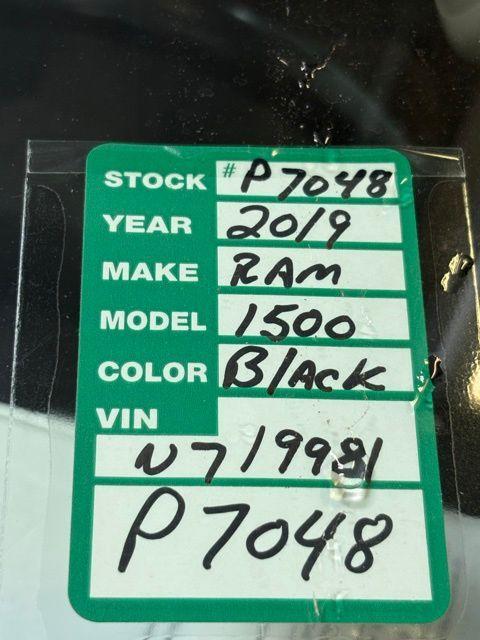 STOCK # P7048
YEAR 2019
MAKE RAM
MODEL 1500
COLOR BlAcK
VIN
N719981
P7048